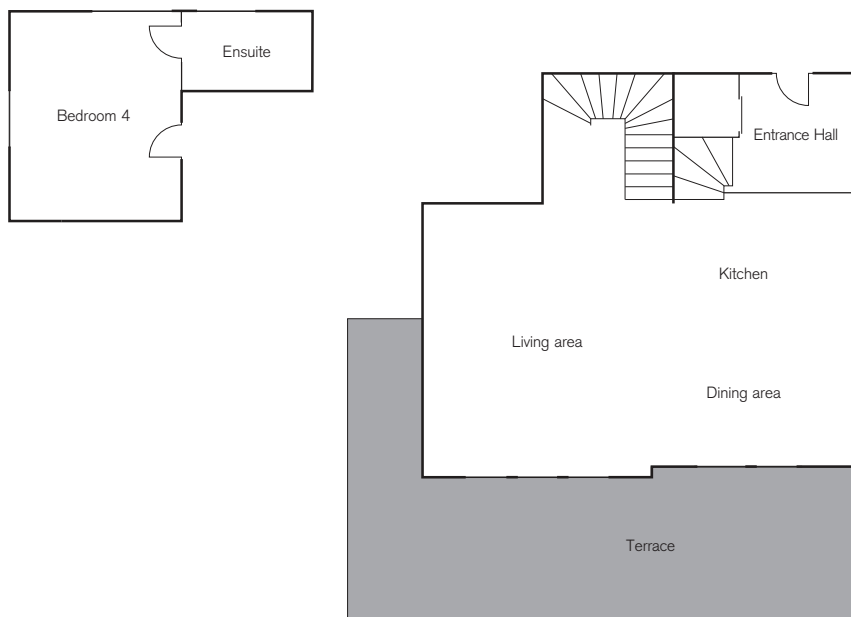 Ensuite
Bedroom 4
Entrance Hall
Kitchen
Living area
Dining area
Terrace